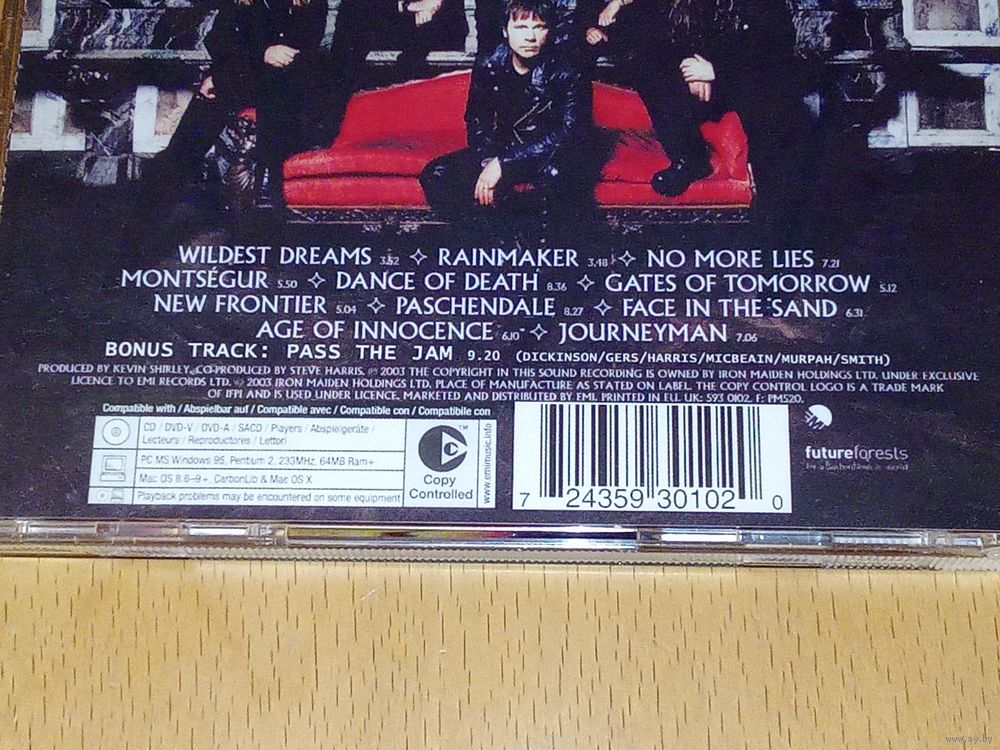 WILDEST DREAMS 3.52 ✧ RAINMAKER 3.48 ✧ NO MORE LIES 7.21
MONTSÉGUR 5.50 ✧ DANCE OF DEATH 8.36 ✧ GATES OF TOMORROW 5.12
NEW FRONTIER 5.04 ✧ PASCHENDALE 8.27 ✧ FACE IN THE SAND 6.31
AGE OF INNOCENCE 6.10 ✧ JOURNEYMAN 7.06
BONUS TRACK: PASS THE JAM 9.20 (DICKINSON/GERS/HARRIS/MICBEAIN/MURPAH/SMITH)
PRODUCED BY KEVIN SHIRLEY. CO-PRODUCED BY STEVE HARRIS. ℗ 2003 THE COPYRIGHT IN THIS SOUND RECORDING IS OWNED BY IRON MAIDEN HOLDINGS LTD. UNDER EXCLUSIVE
LICENCE TO EMI RECORDS LTD. © 2003 IRON MAIDEN HOLDINGS LTD. PLACE OF MANUFACTURE AS STATED ON LABEL. THE COPY CONTROL LOGO IS A TRADE MARK
OF IFPI AND IS USED UNDER LICENCE. MARKETED AND DISTRIBUTED BY EMI. PRINTED IN EU. UK: 593 0102. F: PM520.
Compatible with / Abspielbar auf / Compatible avec / Compatible con / Compatibile con
CD / DVD-V / DVD-A / SACD / Players / Abspielgeräte /
Lecteurs / Reproductores / Lettori
PC MS Windows 95, Pentium 2, 233MHz, 64MB Ram+
Mac OS 8.6-9+, CarbonLib & Mac OS X
Playback problems may be encountered on some equipment
TM
Copy
Controlled
www.emimusic.info
7 24359 30102 0
EMI
futureforests
www.ay.by